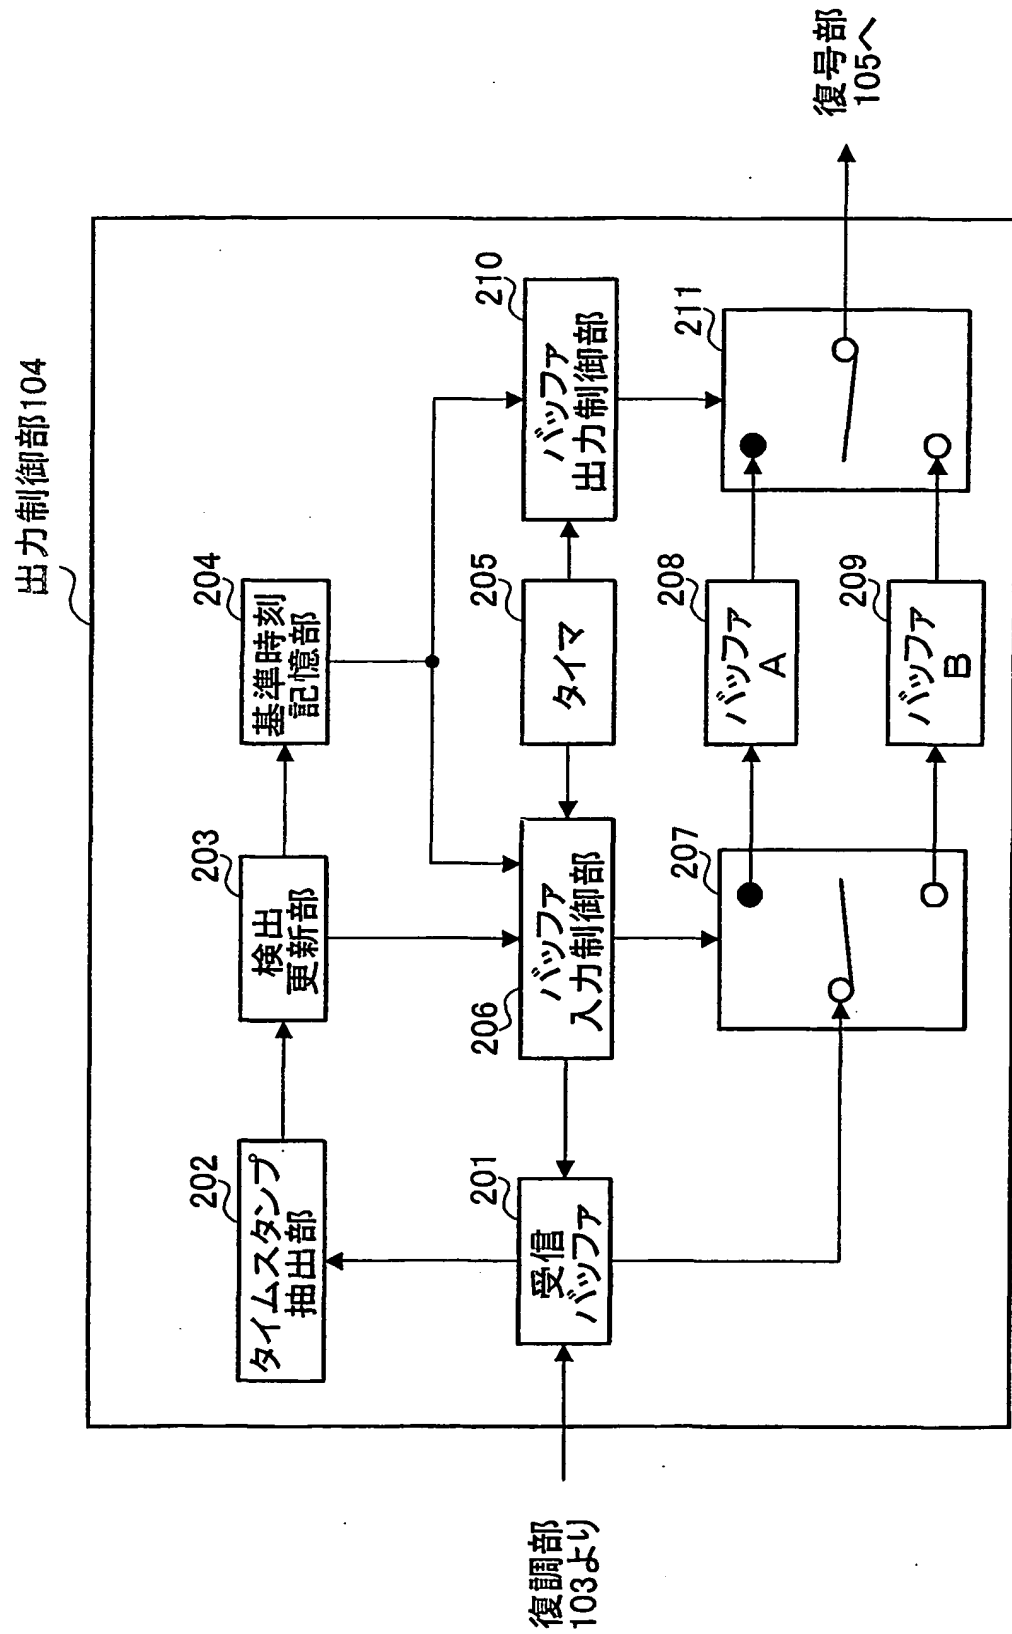 出力制御部104
202
タイムスタンプ
抽出部
203
検出
更新部
204
基準時刻
記憶部
復調部
103より
201
受信
バッファ
206
バッファ
入力制御部
205
タイマ
210
バッファ
出力制御部
207
208
バッファ
A
211
復号部
105へ
209
バッファ
B